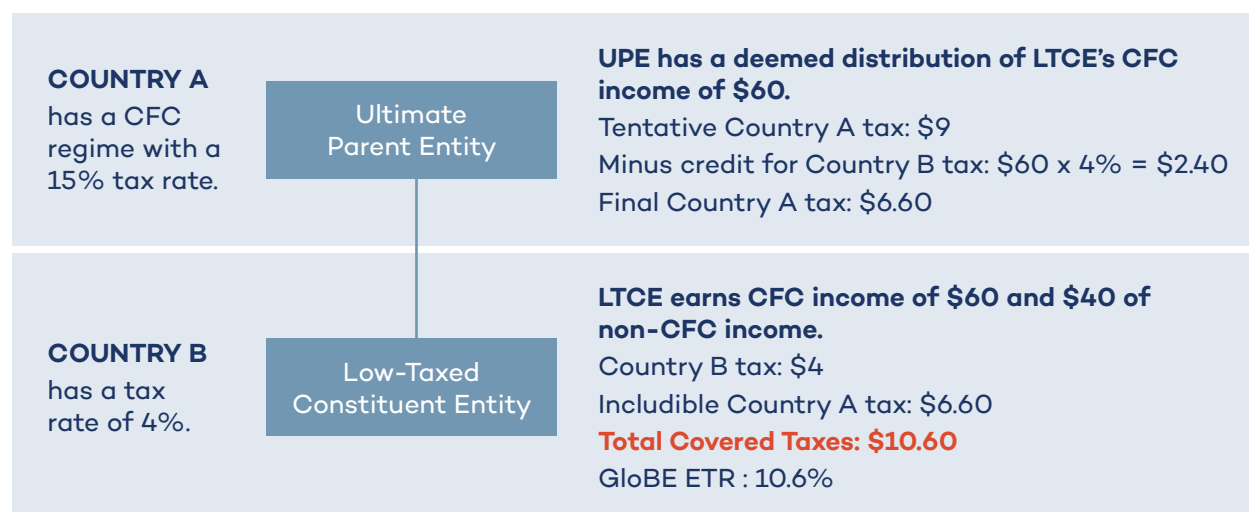 COUNTRY A
has a CFC
regime with a
15% tax rate.
Ultimate
Parent Entity
UPE has a deemed distribution of LTCE’s CFC
income of $60.
Tentative Country A tax: $9
Minus credit for Country B tax: $60 x 4% = $2.40
Final Country A tax: $6.60
COUNTRY B
has a tax
rate of 4%.
Low-Taxed
Constituent Entity
LTCE earns CFC income of $60 and $40 of
non-CFC income.
Country B tax: $4
Includible Country A tax: $6.60
Total Covered Taxes: $10.60
GloBE ETR : 10.6%